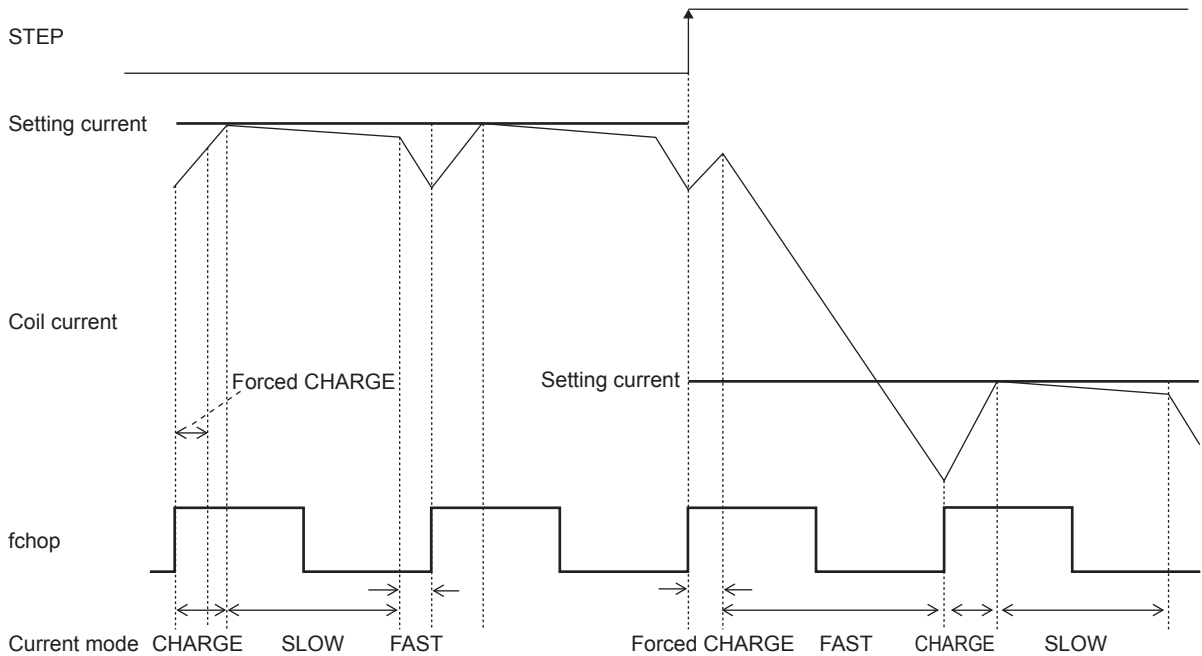 STEP
Setting current
Coil current
Forced CHARGE
Setting current
fchop
Current mode CHARGE SLOW FAST Forced CHARGE FAST CHARGE SLOW